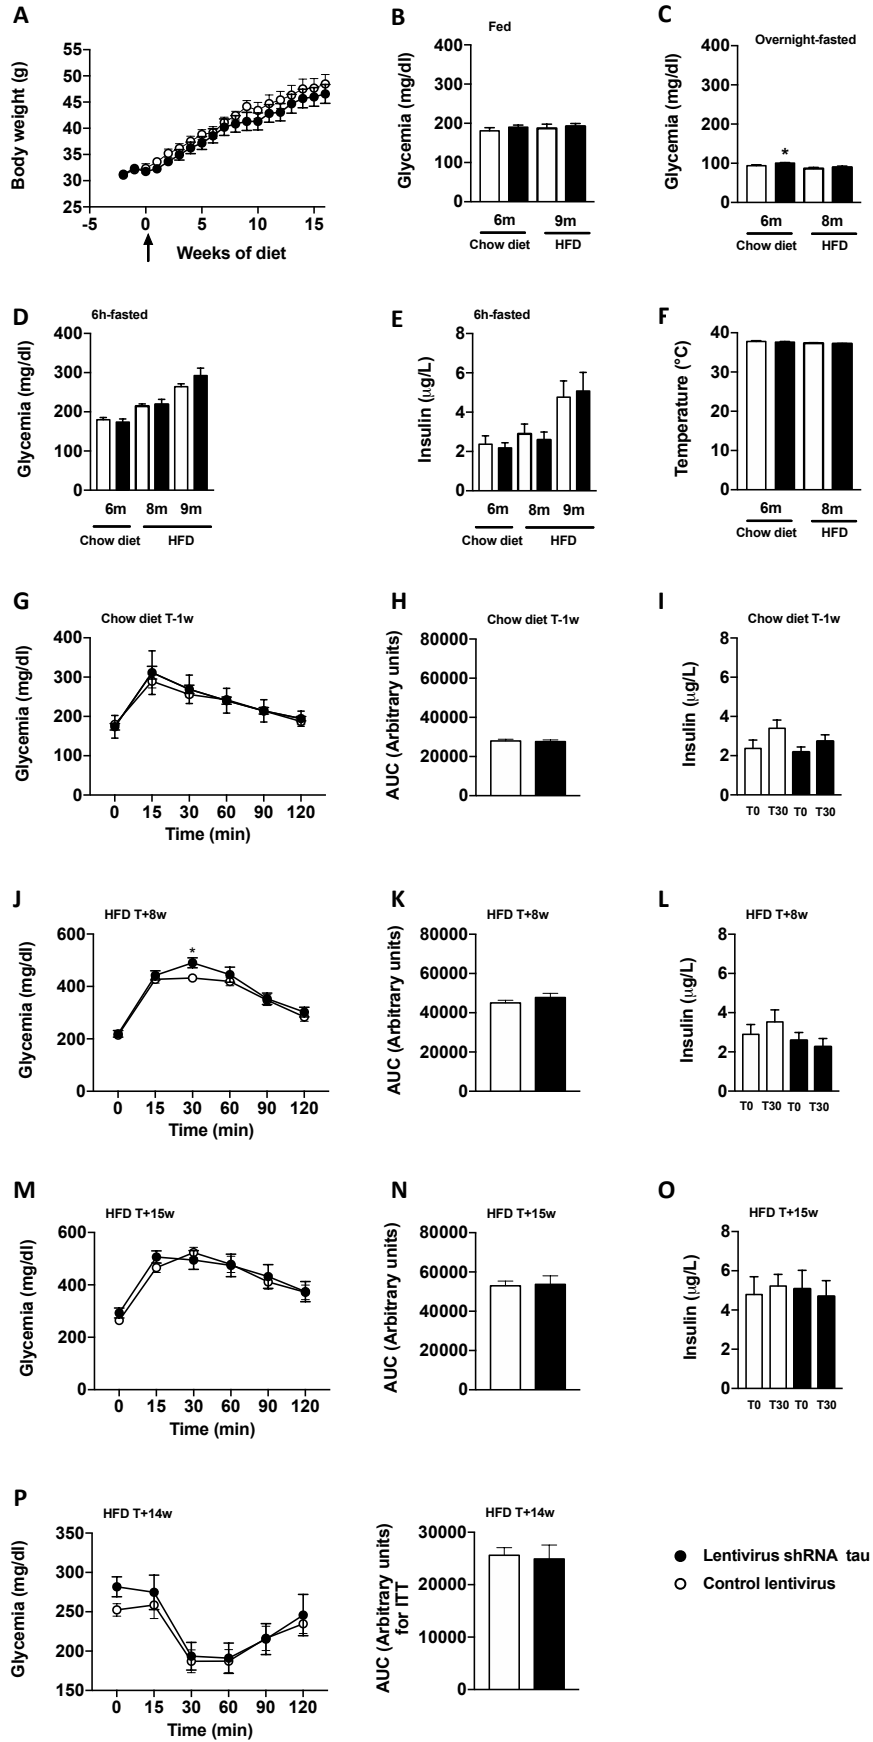 A
Body weight (g)
55
50
45
40
35
30
25
-5 0 5 10 15
Weeks of diet
B
Fed
Glycemia (mg/dl)
400
300
200
100
0
6m 9m
Chow diet HFD
C
Overnight-fasted
Glycemia (mg/dl)
400
300
200
100
0
*
6m 8m
Chow diet HFD
D
6h-fasted
Glycemia (mg/dl)
400
300
200
100
0
6m 8m 9m
Chow diet HFD
E
6h-fasted
Insulin (µg/L)
8
6
4
2
0
6m 8m 9m
Chow diet HFD
F
Temperature (°C)
40
30
20
10
0
6m 8m
Chow diet HFD
G
Chow diet T-1w
Glycemia (mg/dl)
400
300
200
100
0
0 15 30 60 90 120
Time (min)
H
Chow diet T-1w
AUC (Arbitrary units)
80000
60000
40000
20000
0
I
Chow diet T-1w
Insulin (µg/L)
8
6
4
2
0
T0 T30 T0 T30
J
HFD T+8w
Glycemia (mg/dl)
600
400
200
0
*
0 15 30 60 90 120
Time (min)
K
HFD T+8w
AUC (Arbitrary units)
80000
60000
40000
20000
0
L
HFD T+8w
Insulin (µg/L)
8
6
4
2
0
T0 T30 T0 T30
M
HFD T+15w
Glycemia (mg/dl)
600
400
200
0
0 15 30 60 90 120
Time (min)
N
HFD T+15w
AUC (Arbitrary units)
80000
60000
40000
20000
0
O
HFD T+15w
Insulin (µg/L)
8
6
4
2
0
T0 T30 T0 T30
P
HFD T+14w
Glycemia (mg/dl)
350
300
250
200
150
0 15 30 60 90 120
Time (min)
HFD T+14w
AUC (Arbitrary units)
for ITT
30000
20000
10000
0
Lentivirus shRNA tau
Control lentivirus